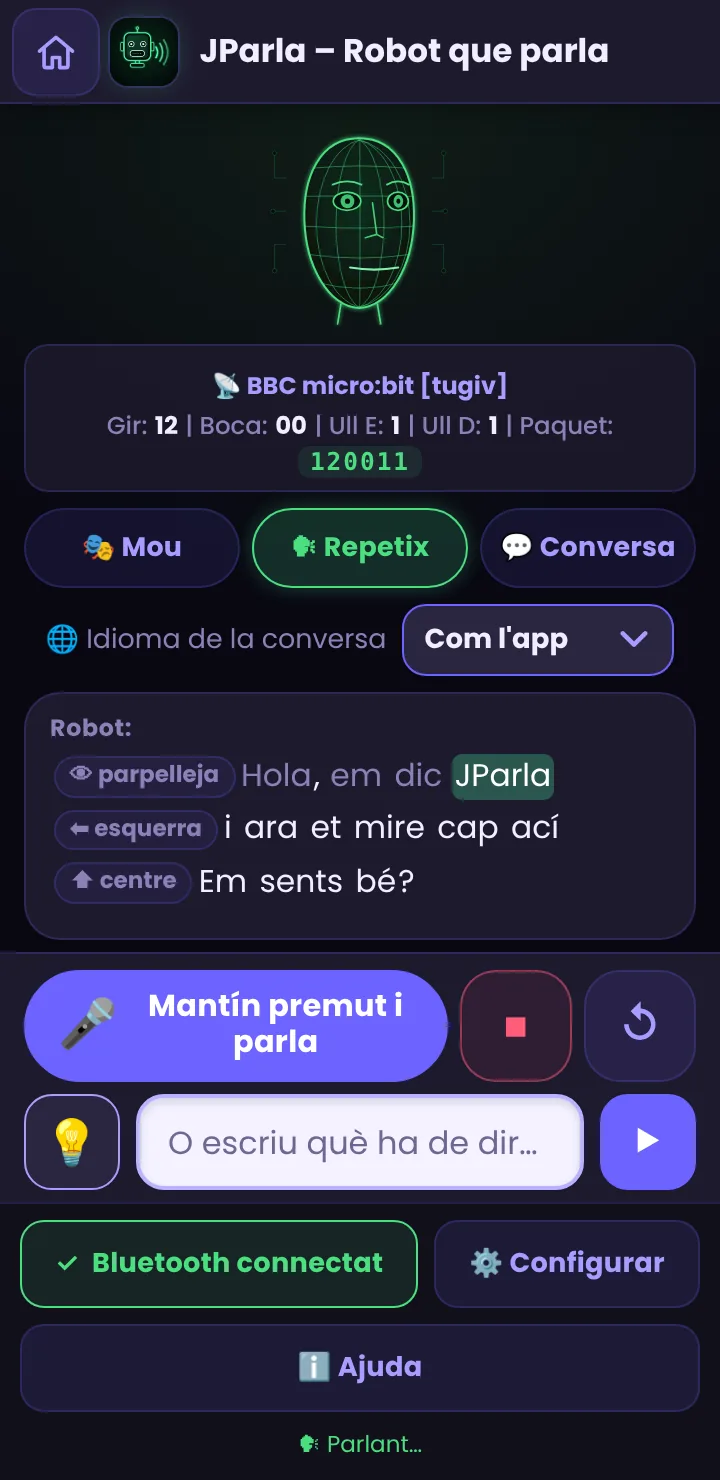 JParla – Robot que parla
BBC micro:bit [tugiv]
Gir: 12 | Boca: 00 | Ull E: 1 | Ull D: 1 | Paquet:
120011
Mou
Repetix
Conversa
Idioma de la conversa
Com l'app
Robot:
parpelleja Hola, em dic JParla
esquerra i ara et mire cap ací
centre Em sents bé?
Mantín premut i
parla
O escriu què ha de dir...
Bluetooth connectat
Configurar
Ajuda
Parlant...